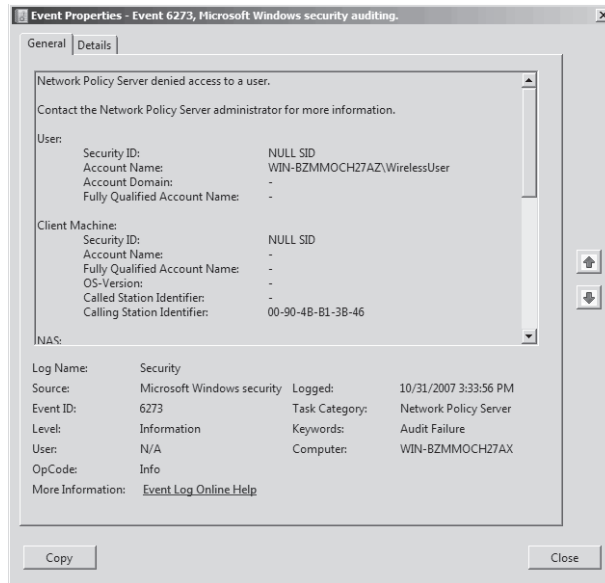 Event Properties - Event 6273, Microsoft Windows security auditing.
General
Details
Network Policy Server denied access to a user.
Contact the Network Policy Server administrator for more information.
User:
Security ID: NULL SID
Account Name: WIN-BZMMOCH27AZ\WirelessUser
Account Domain: -
Fully Qualified Account Name: -
Client Machine:
Security ID: NULL SID
Account Name: -
Fully Qualified Account Name: -
OS-Version: -
Called Station Identifier: -
Calling Station Identifier: 00-90-4B-B1-3B-46
NAS:
Log Name: Security
Source: Microsoft Windows security Logged: 10/31/2007 3:33:56 PM
Event ID: 6273 Task Category: Network Policy Server
Level: Information Keywords: Audit Failure
User: N/A Computer: WIN-BZMMOCH27AX
OpCode: Info
More Information: Event Log Online Help
Copy
Close